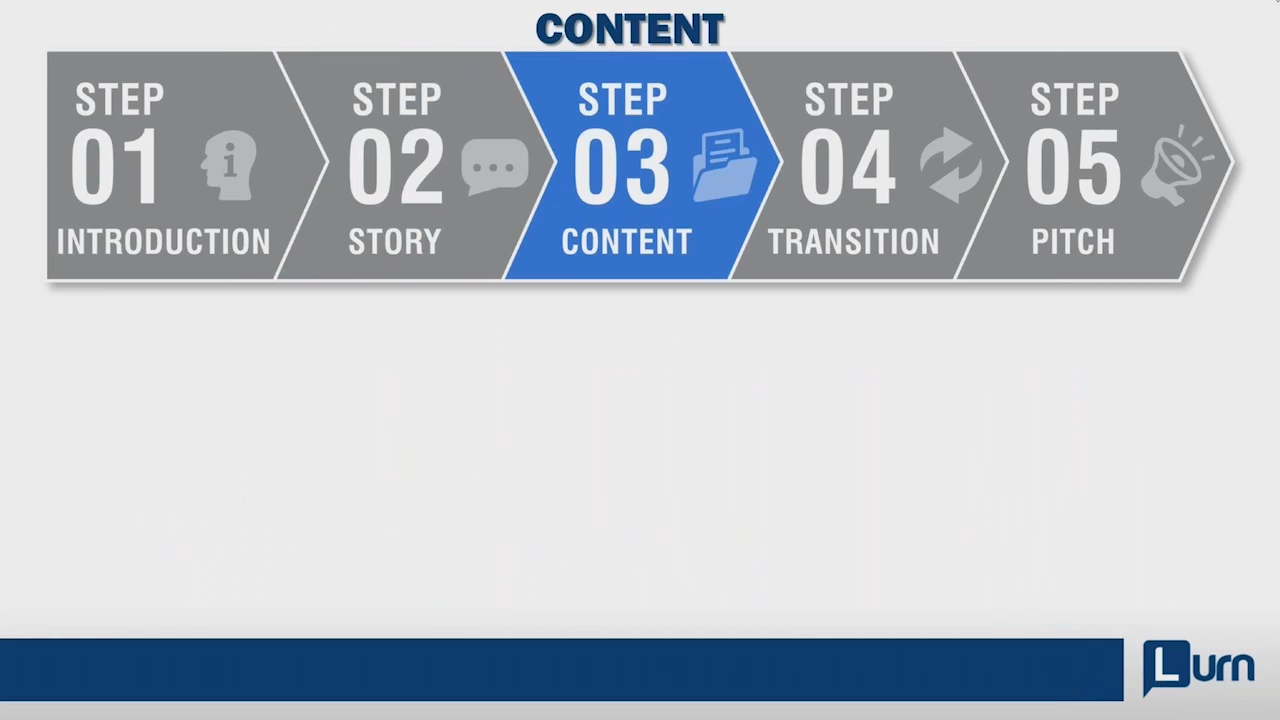 CONTENT
STEP
01
INTRODUCTION
STEP
02
STORY
STEP
03
CONTENT
STEP
04
TRANSITION
STEP
05
PITCH
Lurn